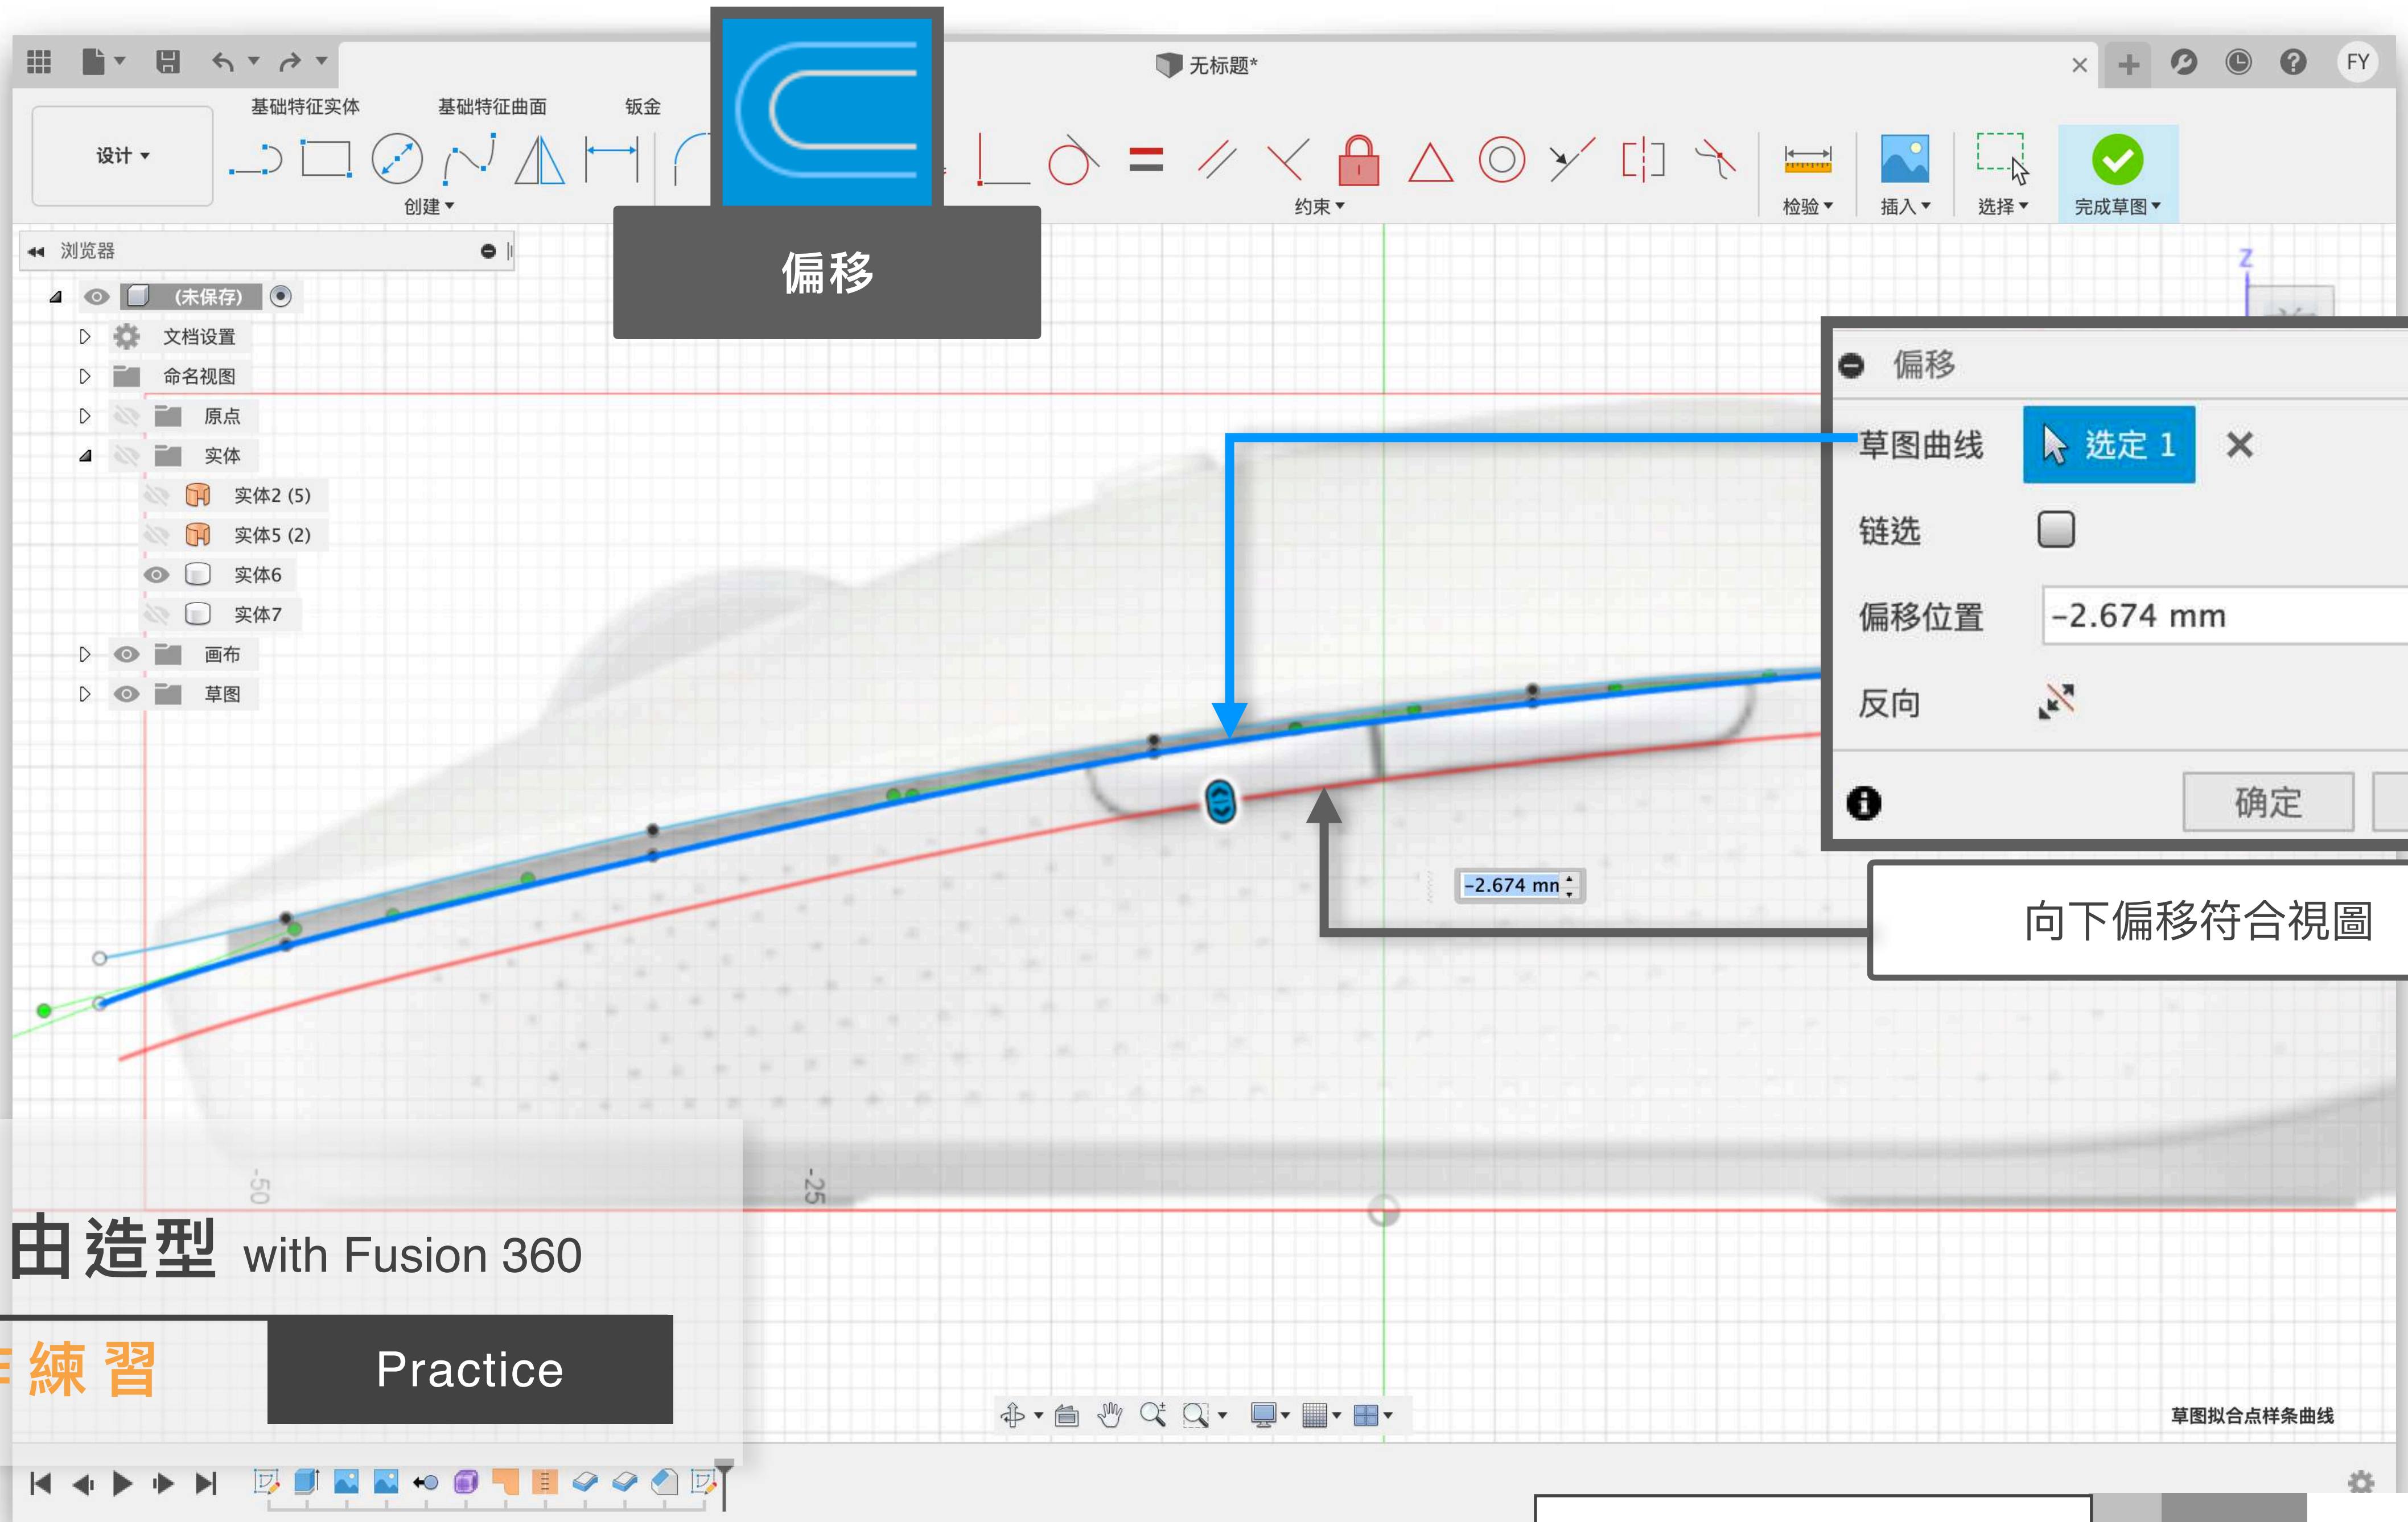 无标题*
FY
基础特征实体
基础特征曲面
钣金
设计
创建
约束
检验
插入
选择
完成草图
偏移
浏览器
(未保存)
文档设置
命名视图
原点
实体
实体2 (5)
实体5 (2)
实体6
实体7
画布
草图
Z
偏移
草图曲线 选定 1
链选
偏移位置 -2.674 mm
反向
确定
-2.674 mm
向下偏移符合視圖
-50
-25
由造型 with Fusion 360
練習
Practice
草图拟合点样条曲线